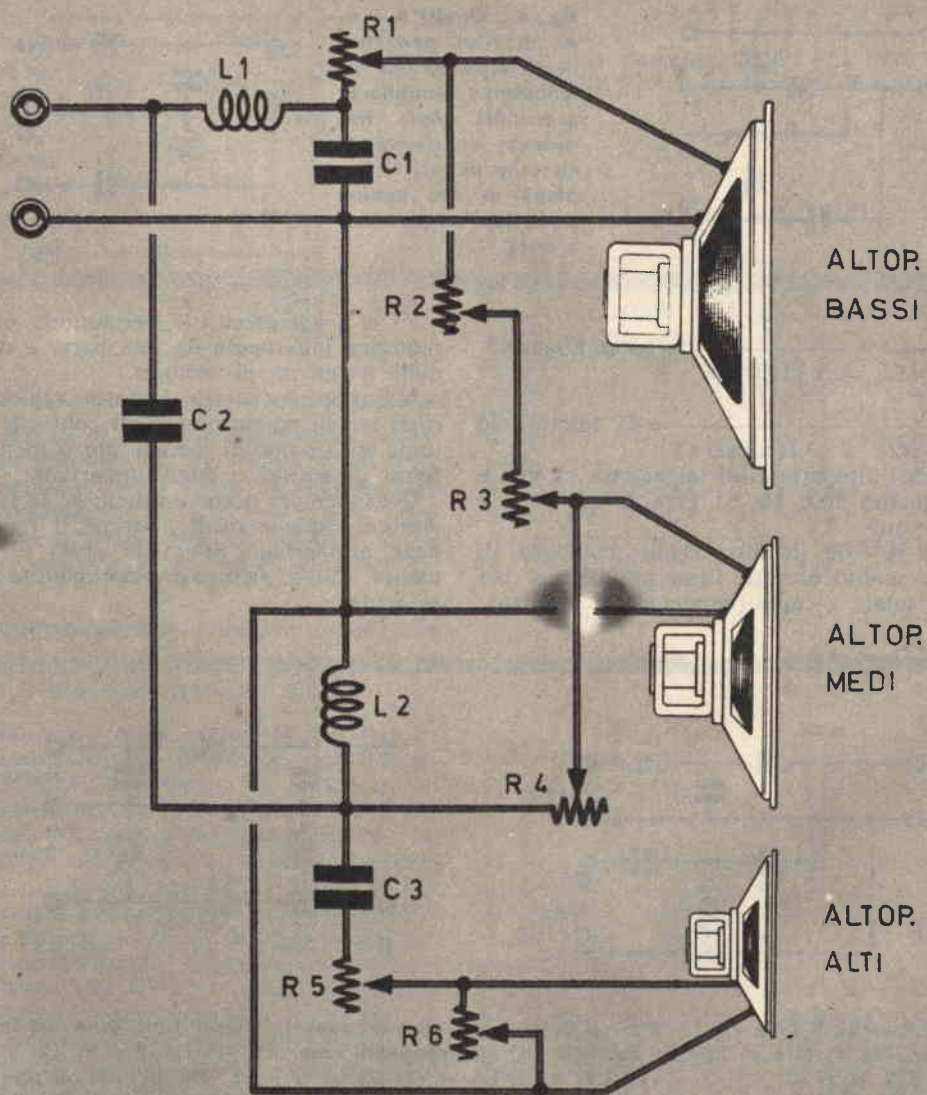 R1
L1
C1
R2
ALTOP.
BASSI
C2
R3
ALTOP.
MEDI
L2
R4
C3
ALTOP.
ALTI
R5
R6